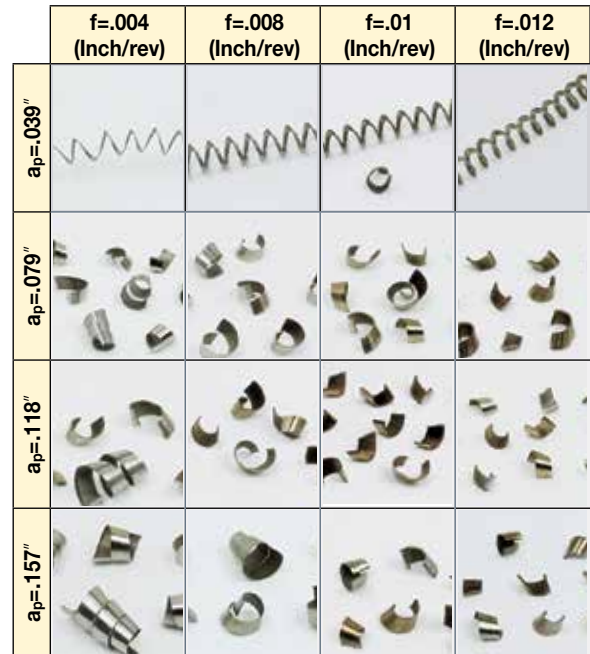 f=.004
(Inch/rev)
f=.008
(Inch/rev)
f=.01
(Inch/rev)
f=.012
(Inch/rev)
ap=.039"
ap=.079"
ap=.118"
ap=.157"